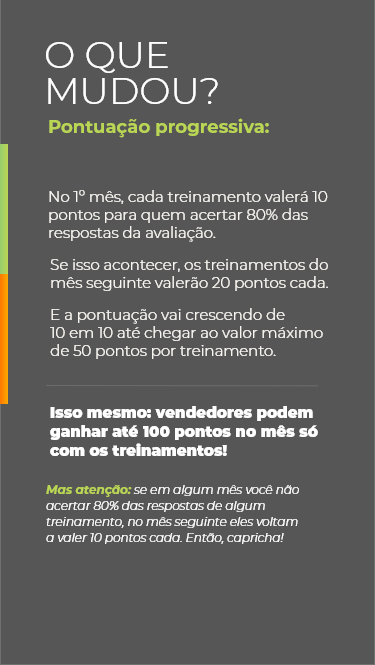 O QUE
MUDOU?
Pontuação progressiva:
No 1º mês, cada treinamento valerá 10
pontos para quem acertar 80% das
respostas da avaliação.
Se isso acontecer, os treinamentos do
mês seguinte valerão 20 pontos cada.
E a pontuação vai crescendo de
10 em 10 até chegar ao valor máximo
de 50 pontos por treinamento.
Isso mesmo: vendedores podem
ganhar até 100 pontos no mês só
com os treinamentos!
Mas atenção: se em algum mês você não
acertar 80% das respostas de algum
treinamento, no mês seguinte eles voltam
a valer 10 pontos cada. Então, capricha!